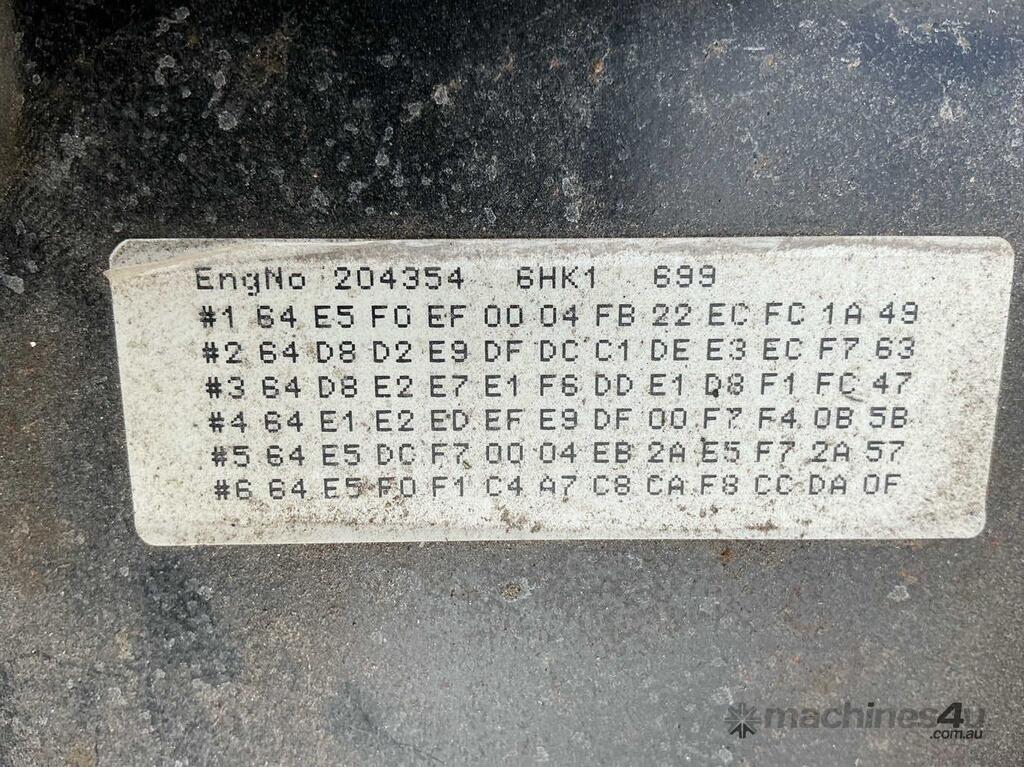 EngNo 204354 6HK1 699
#1 64 E5 F0 EF 00 04 FB 22 EC FC 1A 49
#2 64 D8 D2 E9 DF DC C1 DE E3 EC F7 63
#3 64 D8 E2 E7 E1 F6 DD E1 D8 F1 FC 47
#4 64 E1 E2 ED EF E9 DF 00 F7 F4 0B 5B
#5 64 E5 DC F7 00 04 EB 2A E5 F7 2A 57
#6 64 E5 F0 F1 C4 A7 C8 CA F8 CC DA 0F
machines4u
.com.au